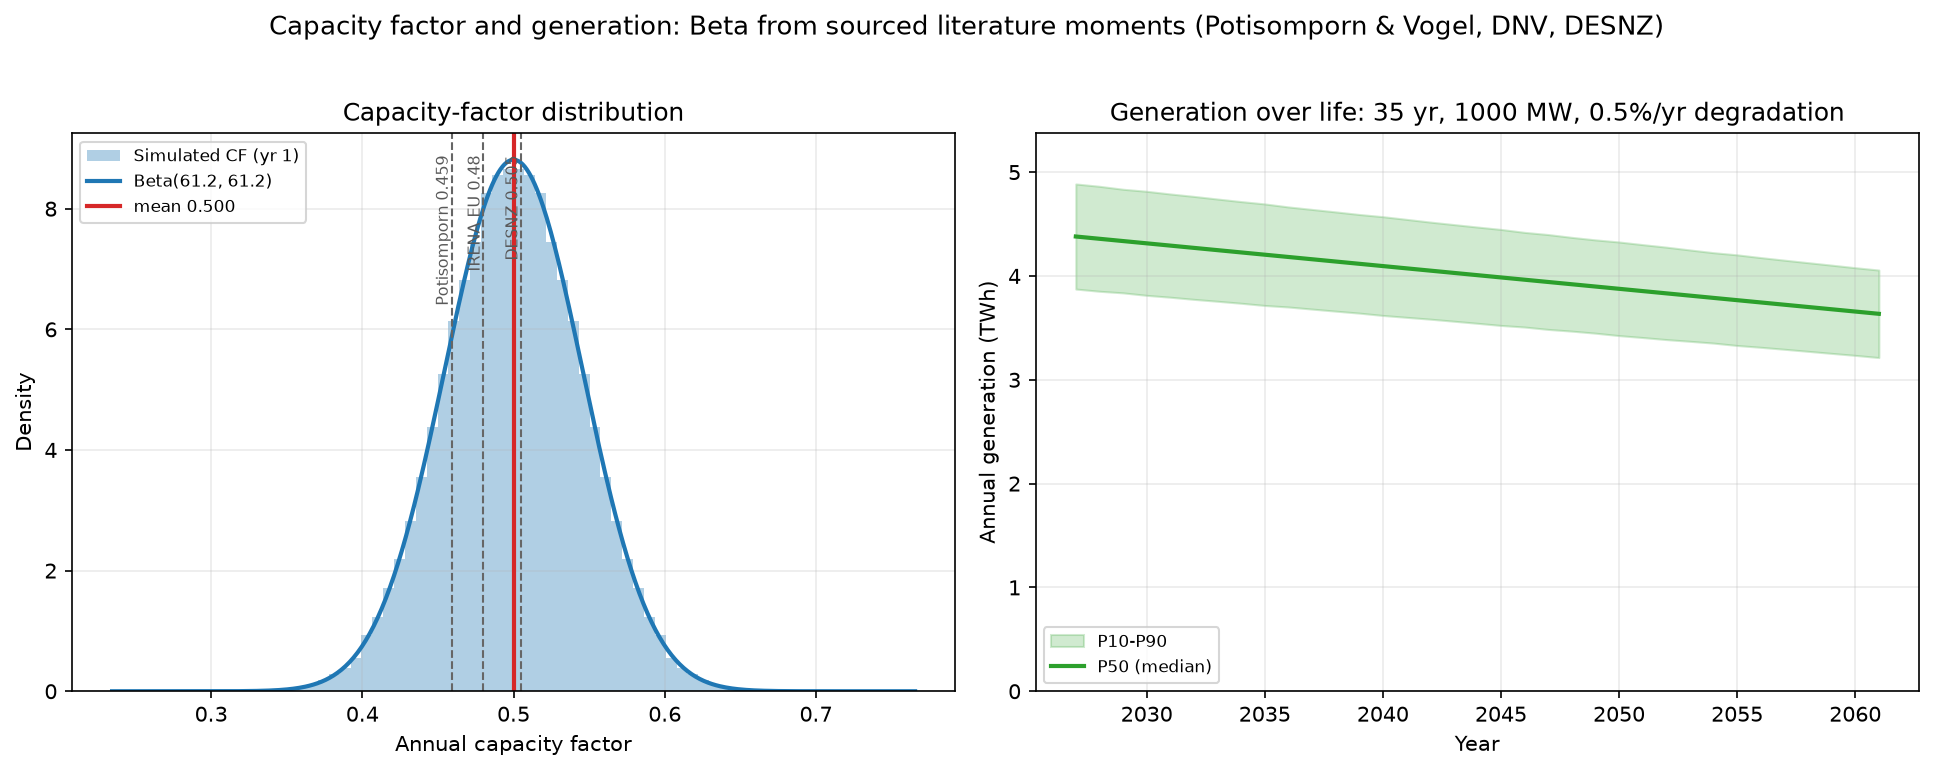 Capacity factor and generation: Beta from sourced literature moments (Potisomporn & Vogel, DNV, DESNZ)
Capacity-factor distribution
Simulated CF (yr 1)
Beta(61.2, 61.2)
mean 0.500
Potisomporn 0.459
IRENA EU 0.48
DESNZ
Density
8
6
4
2
0
0.3 0.4 0.5 0.6 0.7
Annual capacity factor
Generation over life: 35 yr, 1000 MW, 0.5%/yr degradation
Annual generation (TWh)
5
4
3
2
1
0
P10-P90
P50 (median)
2030 2035 2040 2045 2050 2055 2060
Year